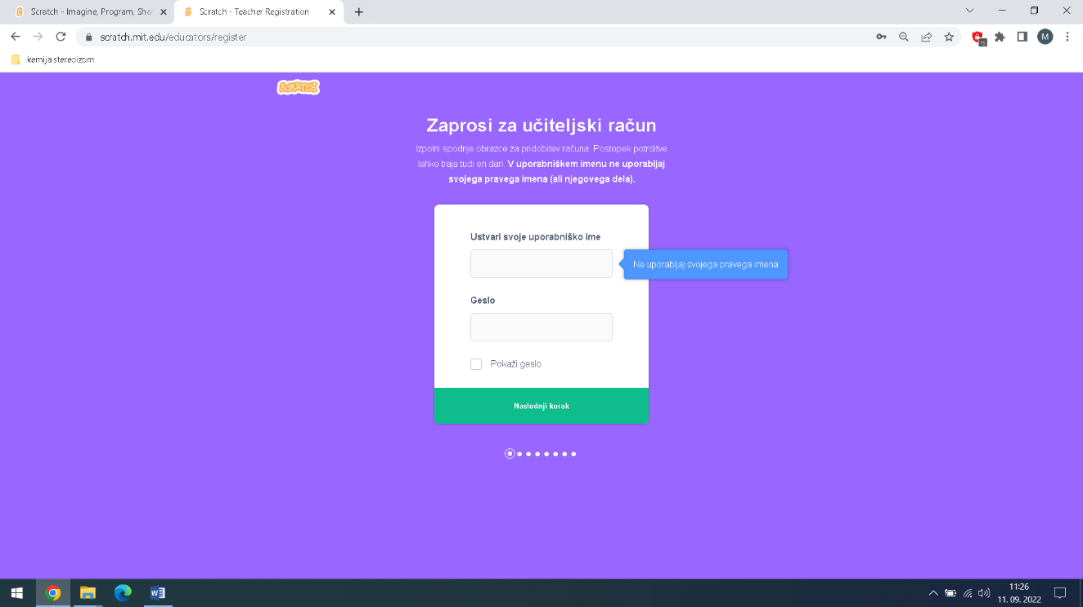 Scratch - Imagine, Program, Shar
Scratch - Teacher Registration
scratch.mit.edu/educators/register
M
kemija stereoizom
SCRATCH
Zaprosi za učiteljski račun
Izpolni spodnje obrazce za pridobitev računa. Postopek potrditve
lahko traja tudi en dan. V uporabniškem imenu ne uporabljaj
svojega pravega imena (ali njegovega dela).
Ustvari svoje uporabniško ime
Ne uporabljaj svojega pravega imena
Geslo
Pokaži geslo
Naslednji korak
11:26
11. 09. 2022